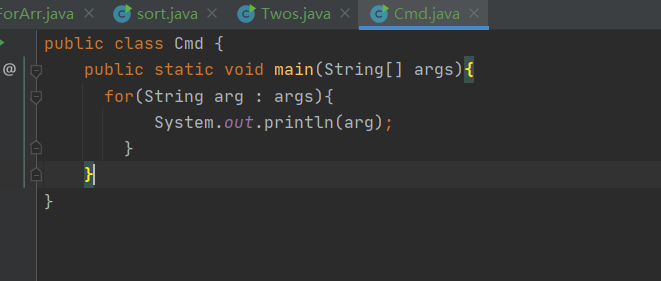 ForArr.java sort.java Twos.java Cmd.java
public class Cmd {
@ public static void main(String[] args){
for(String arg : args){
System.out.println(arg);
}
}
}